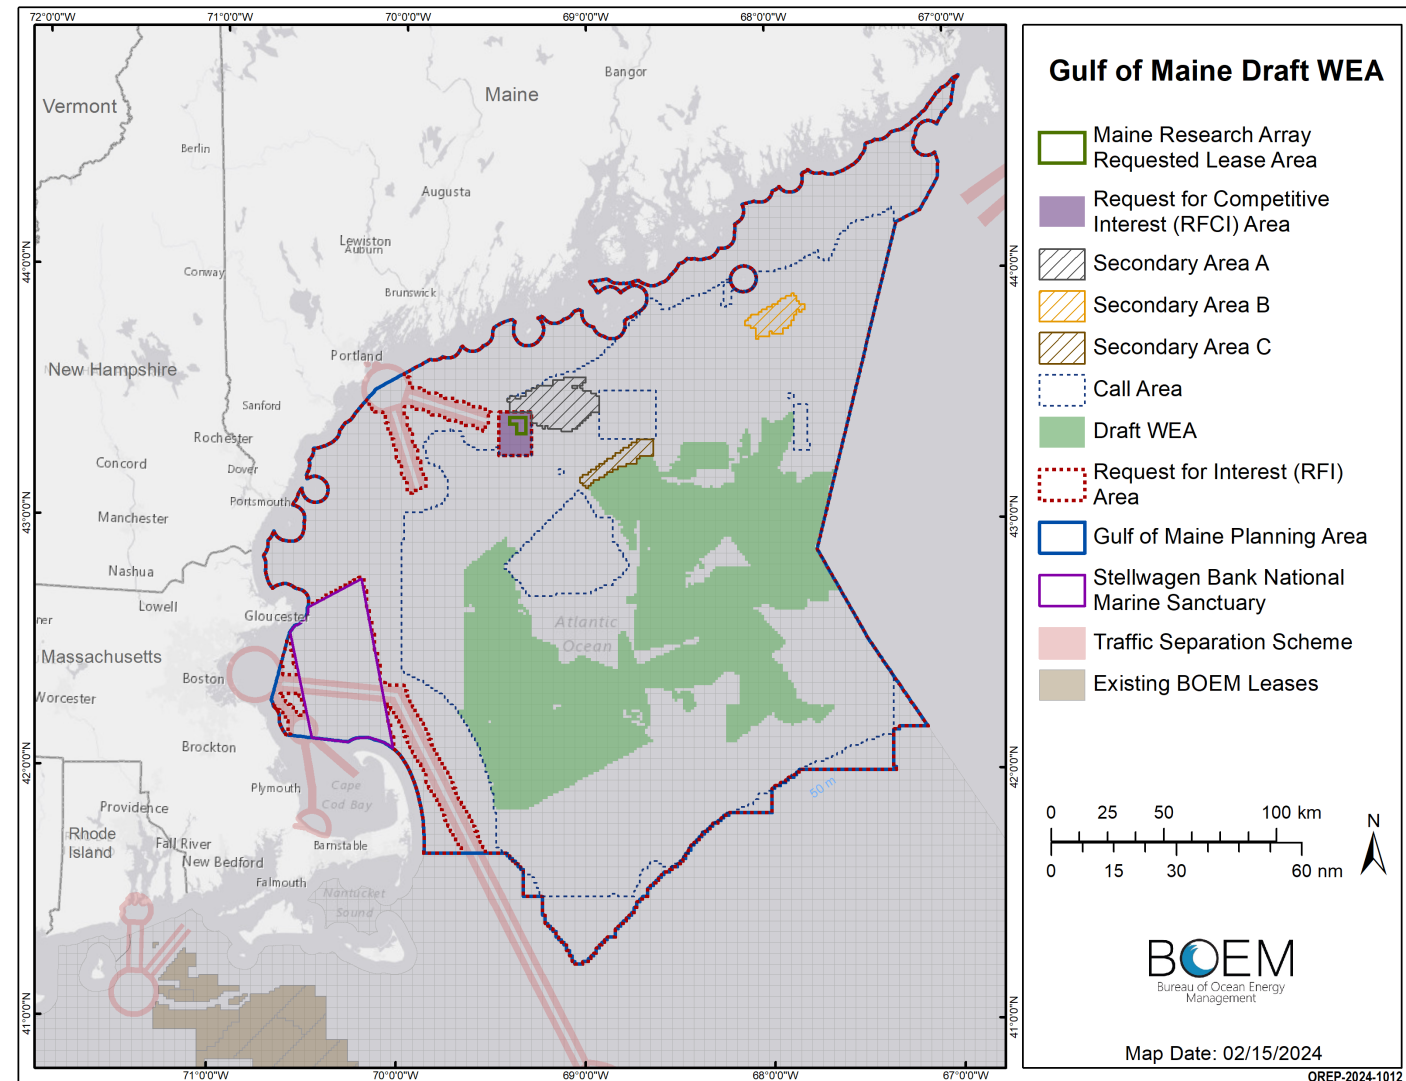 72°0'0"W
71°0'0"W
70°0'0"W
69°0'0"W
68°0'0"W
67°0'0"W
Bangor
Maine
Vermont
Berlin
Augusta
Lewiston
Auburn
Conway
Brunswick
44°0'0"N
44°0'0"N
Portland
New Hampshire
Sanford
Rochester
Concord
Dover
Portsmouth
43°0'0"N
43°0'0"N
Manchester
Nashua
Lowell
Gloucester
ner
Atlantic
Ocean
Massachusetts
Boston
Worcester
Brockton
42°0'0"N
42°0'0"N
Plymouth
Cape
Cod Bay
50 m
Providence
Rhode
Island
Fall River
Barnstable
New Bedford
Falmouth
Nantucket
Sound
41°0'0"N
41°0'0"N
71°0'0"W
70°0'0"W
69°0'0"W
68°0'0"W
67°0'0"W
Gulf of Maine Draft WEA
Maine Research Array
Requested Lease Area
Request for Competitive
Interest (RFCI) Area
Secondary Area A
Secondary Area B
Secondary Area C
Call Area
Draft WEA
Request for Interest (RFI)
Area
Gulf of Maine Planning Area
Stellwagen Bank National
Marine Sanctuary
Traffic Separation Scheme
Existing BOEM Leases
0 25 50 100 km
0 15 30 60 nm
N
BOEM
Bureau of Ocean Energy
Management
Map Date: 02/15/2024
OREP-2024-1012